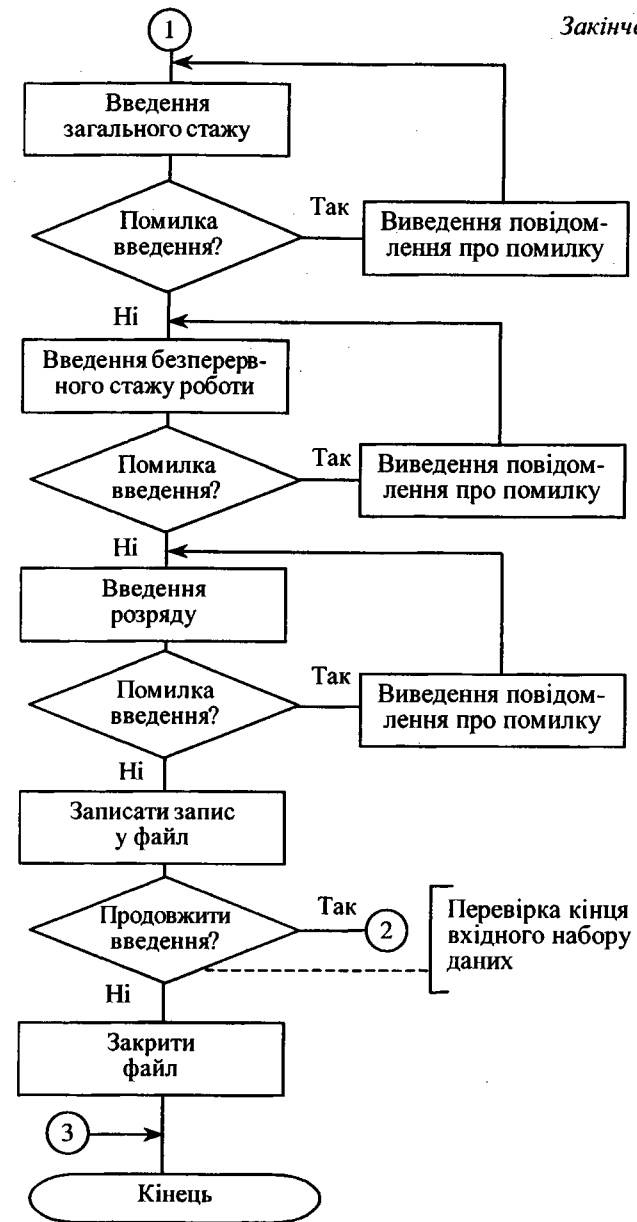 1
Закінче
Введення
загального стажу
Помилка
введення?
Так
Виведення повідом-
лення про помилку
Ні
Введення безперерв-
ного стажу роботи
Помилка
введення?
Так
Виведення повідом-
лення про помилку
Ні
Введення
розряду
Помилка
введення?
Так
Виведення повідом-
лення про помилку
Ні
Записати запис
у файл
Продовжити
введення?
Так
2
Перевірка кінця
вхідного набору
даних
Ні
Закрити
файл
3
Кінець